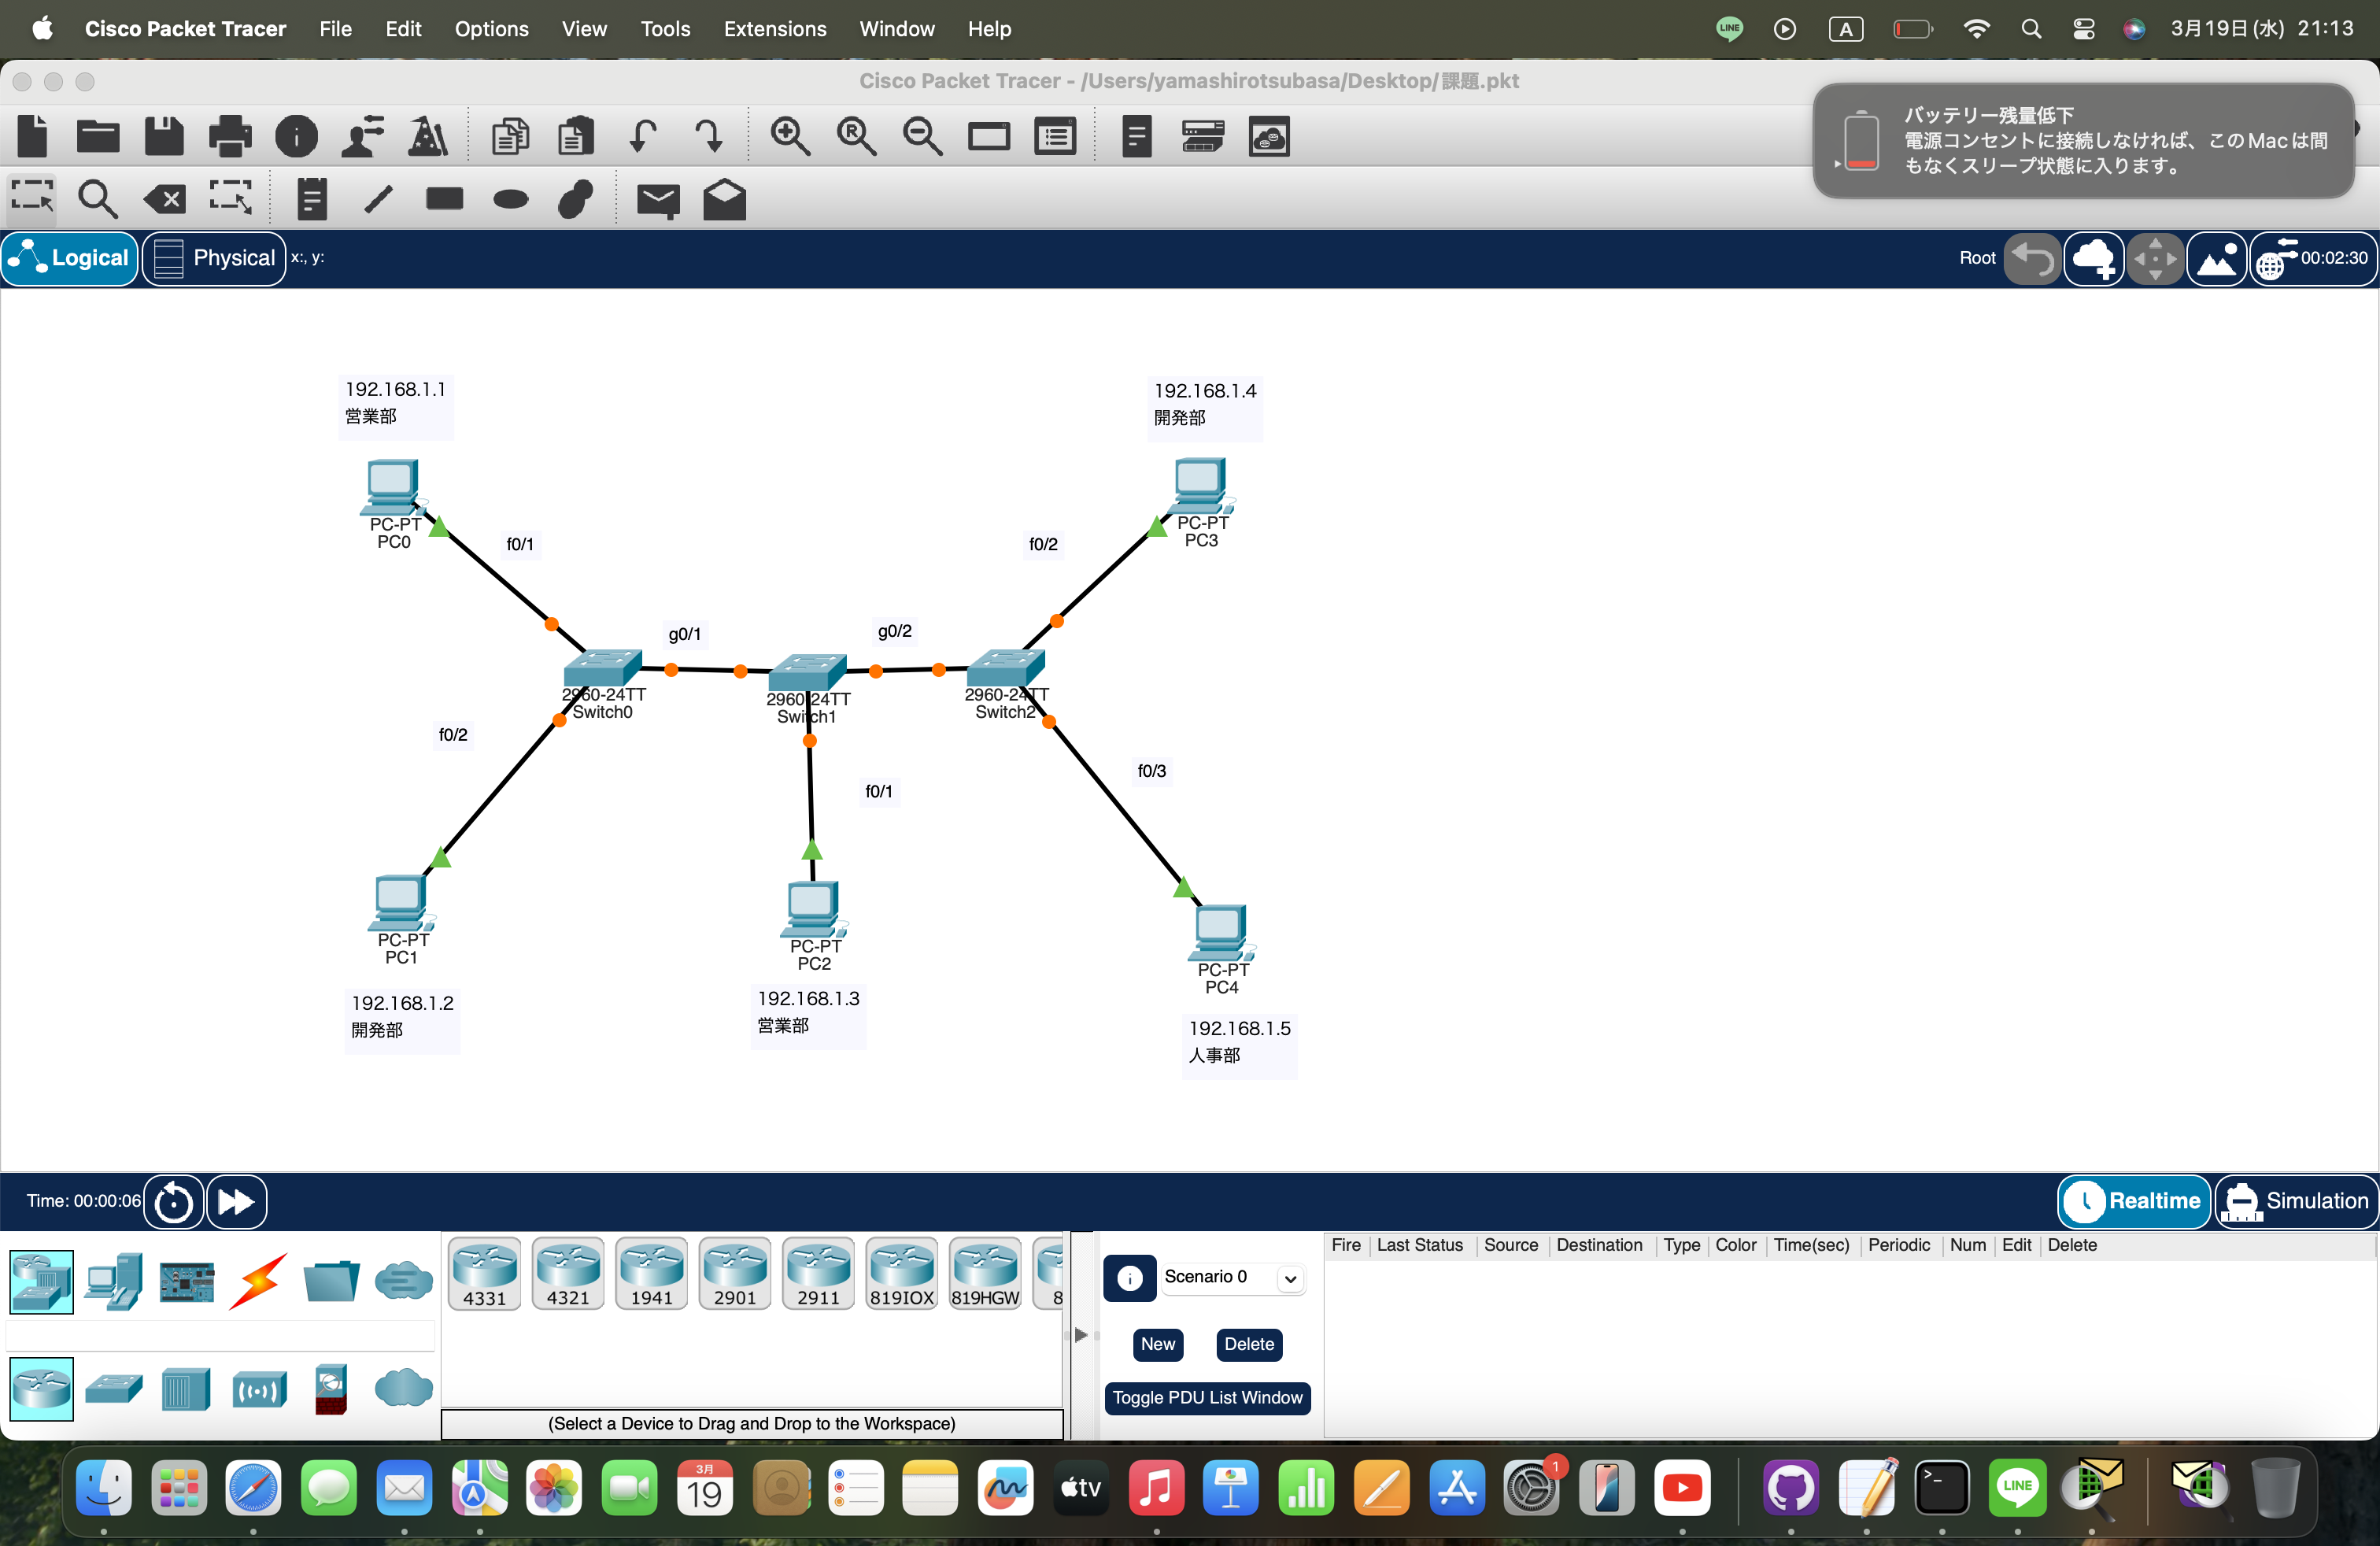 Cisco Packet Tracer File Edit Options View Tools Extensions Window Help
LINE A 3月19日(水) 21:13
Cisco Packet Tracer - /Users/yamashirotsubasa/Desktop/課題.pkt
バッテリー残量低下
電源コンセントに接続しなければ、このMacは間
もなくスリープ状態に入ります。
R
Logical Physical x:, y:
Root 00:02:30
192.168.1.1
営業部
192.168.1.4
開発部
PC-PT
PC0
PC-PT
PC3
f0/1
f0/2
g0/1
g0/2
2960-24TT
Switch0
2960-24TT
Switch1
2960-24TT
Switch2
f0/2
f0/1
f0/3
PC-PT
PC1
PC-PT
PC2
PC-PT
PC4
192.168.1.2
開発部
192.168.1.3
営業部
192.168.1.5
人事部
Time: 00:00:06
Realtime Simulation
4331 4321 1941 2901 2911 819IOX 819HGW 8
(Select a Device to Drag and Drop to the Workspace)
Scenario 0
New Delete
Toggle PDU List Window
Fire Last Status Source Destination Type Color Time(sec) Periodic Num Edit Delete
3月
19
tv
1
>_
LINE